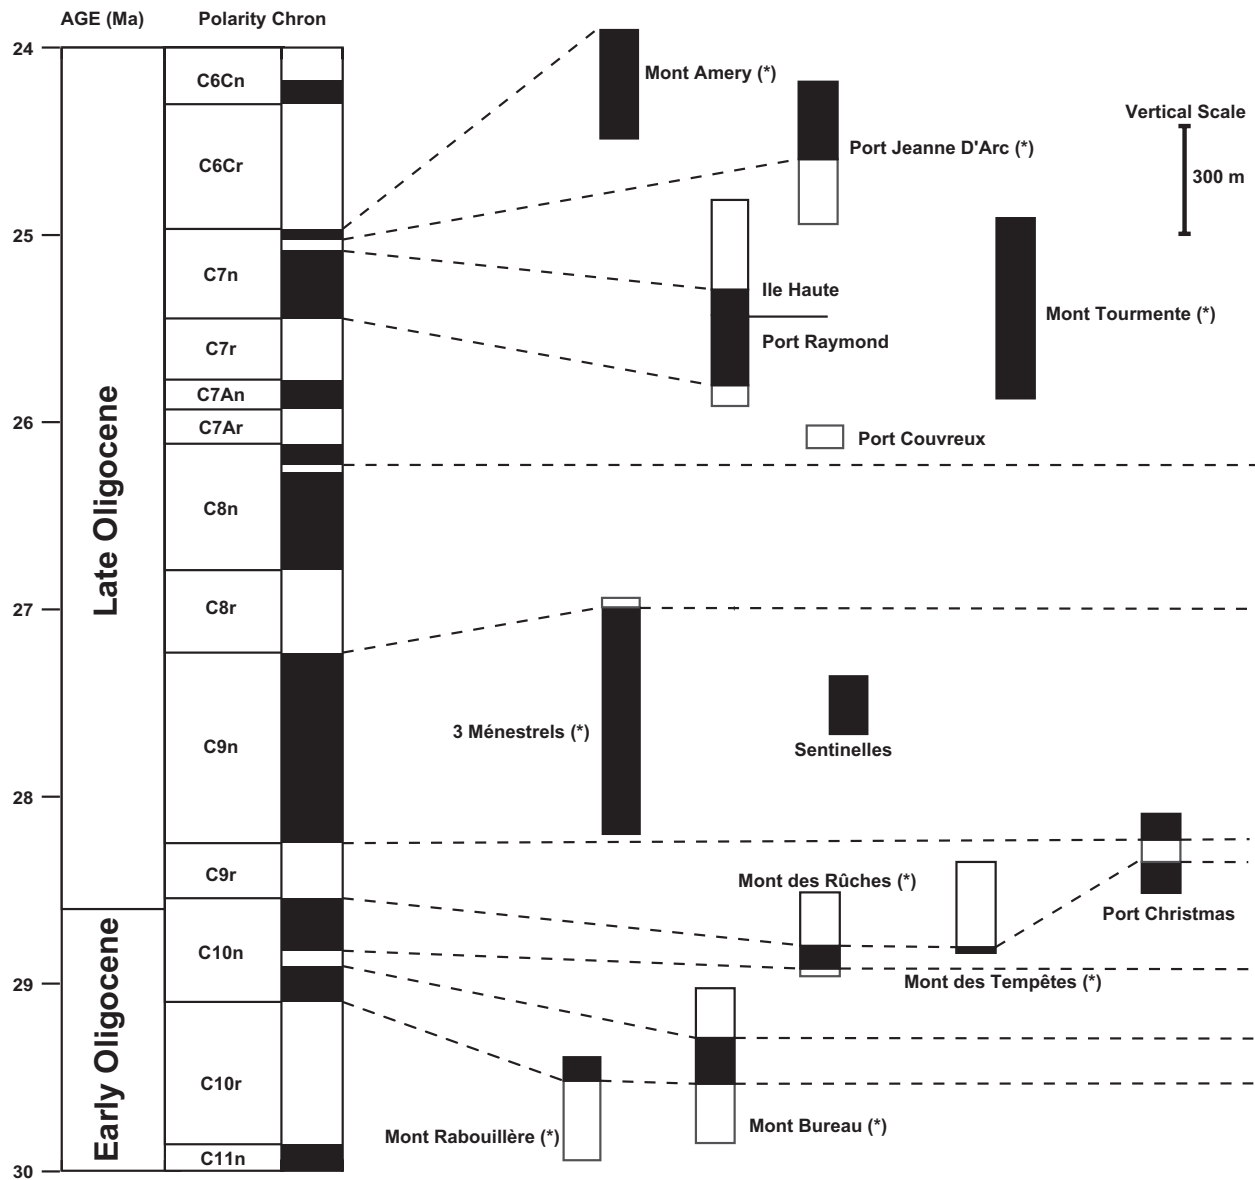 AGE (Ma)
Polarity Chron
24
25
26
27
28
29
30
Late Oligocene
Early Oligocene
C6Cn
C6Cr
C7n
C7r
C7An
C7Ar
C8n
C8r
C9n
C9r
C10n
C10r
C11n
Mont Amery (*)
Port Jeanne D'Arc (*)
Vertical Scale
300 m
Ile Haute
Port Raymond
Mont Tourmente (*)
Port Couvreux
3 Ménestrels (*)
Sentinelles
Mont des Rûches (*)
Port Christmas
Mont des Tempêtes (*)
Mont Bureau (*)
Mont Rabouillère (*)